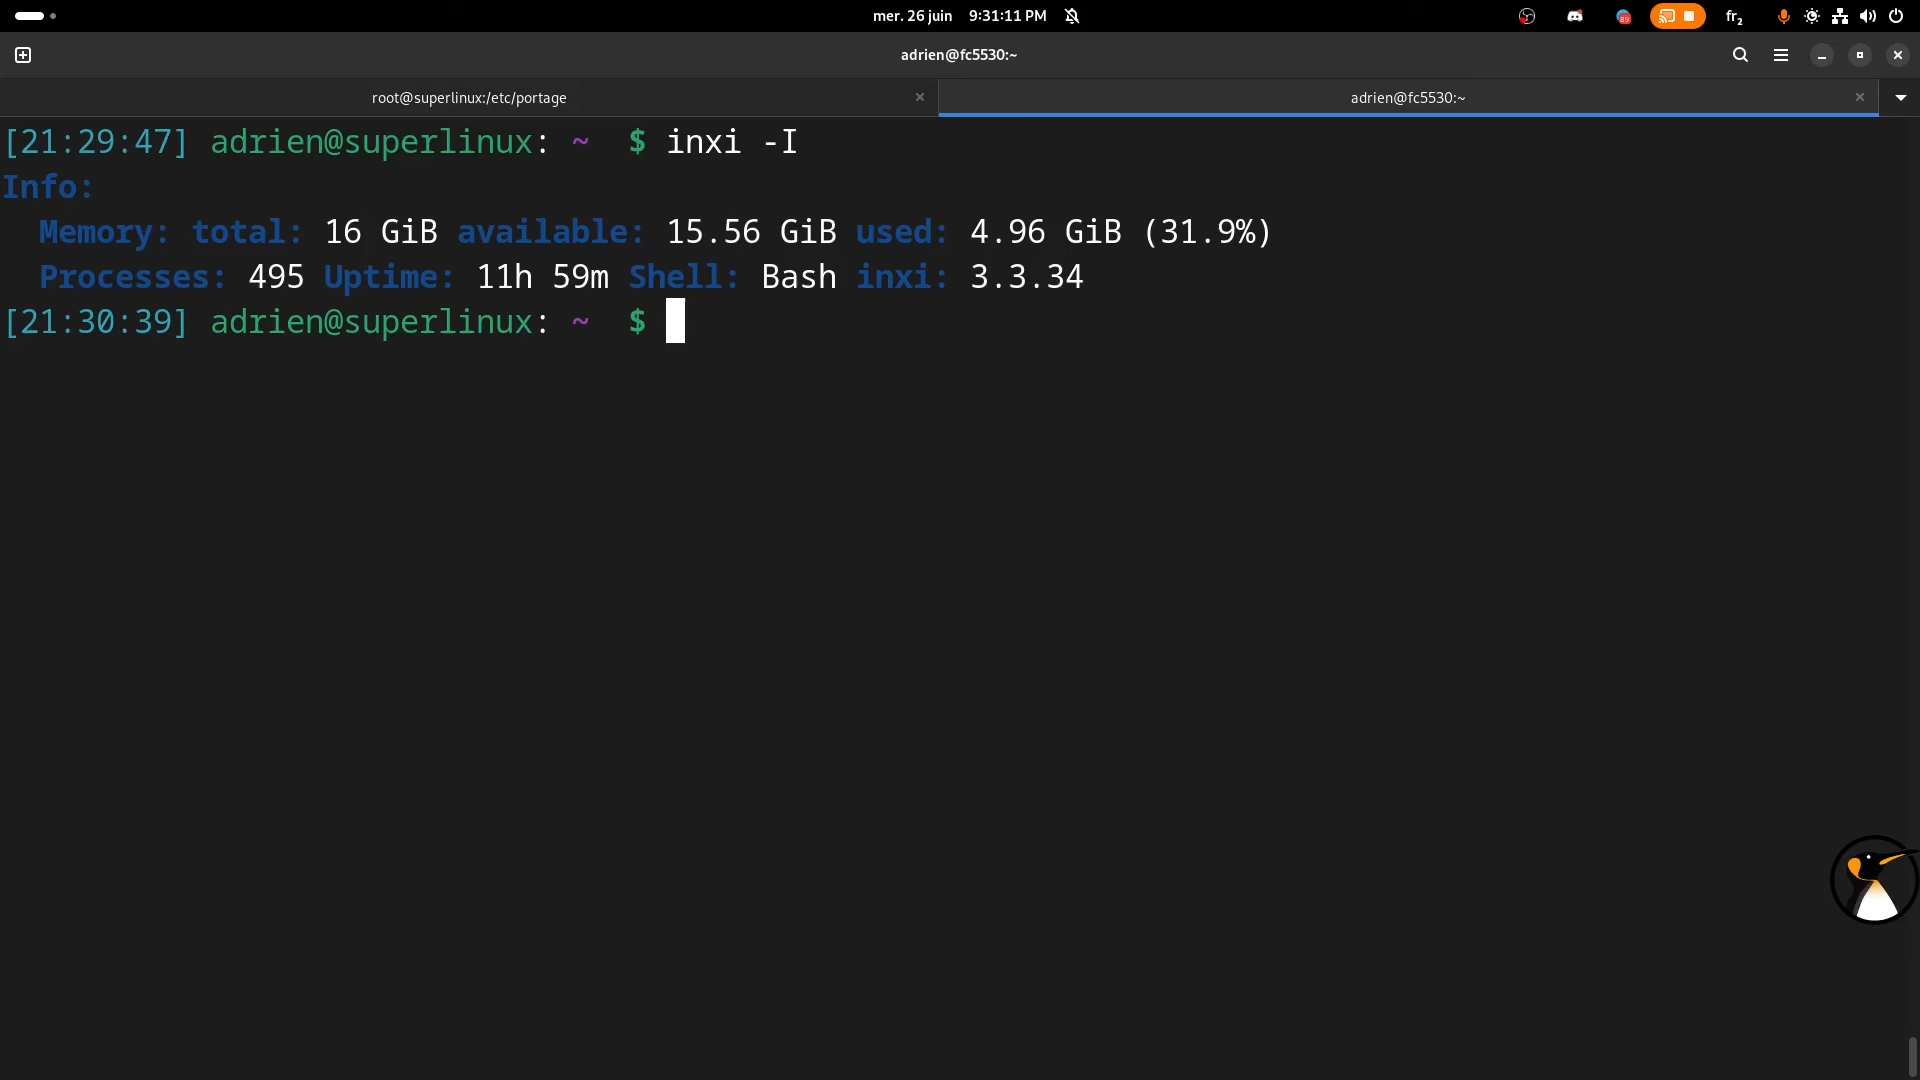 mer. 26 juin 9:31:11 PM
89
fr2
adrien@fc5530:~
root@superlinux:/etc/portage
adrien@fc5530:~
[21:29:47] adrien@superlinux: ~ $ inxi -I
Info:
Memory: total: 16 GiB available: 15.56 GiB used: 4.96 GiB (31.9%)
Processes: 495 Uptime: 11h 59m Shell: Bash inxi: 3.3.34
[21:30:39] adrien@superlinux: ~ $